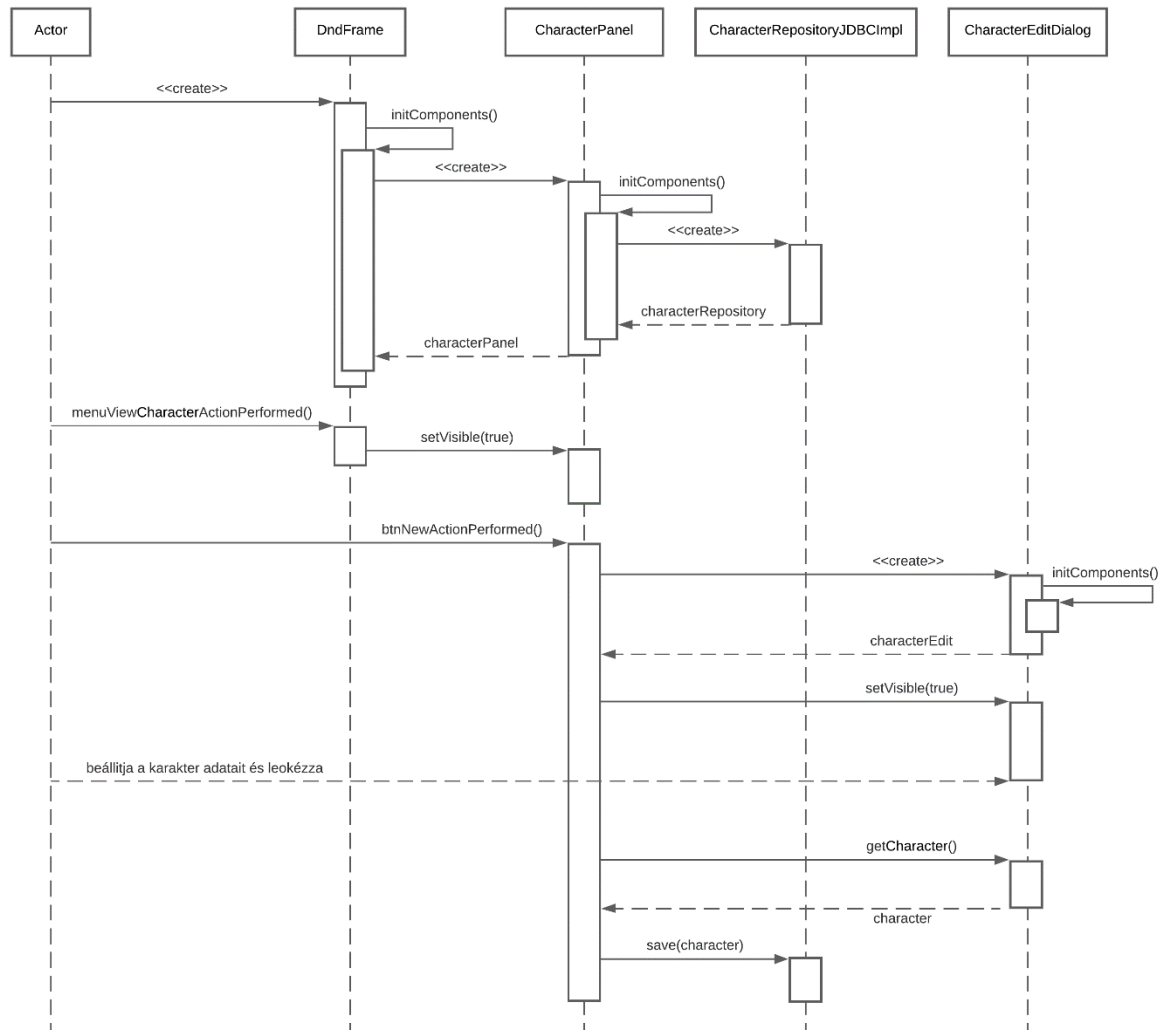 Actor
DndFrame
CharacterPanel
CharacterRepositoryJDBCImpl
CharacterEditDialog
<<create>>
initComponents()
<<create>>
initComponents()
<<create>>
characterRepository
characterPanel
menuViewCharacterActionPerformed()
setVisible(true)
btnNewActionPerformed()
<<create>>
initComponents()
characterEdit
setVisible(true)
beállitja a karakter adatait és leokézza
getCharacter()
character
save(character)